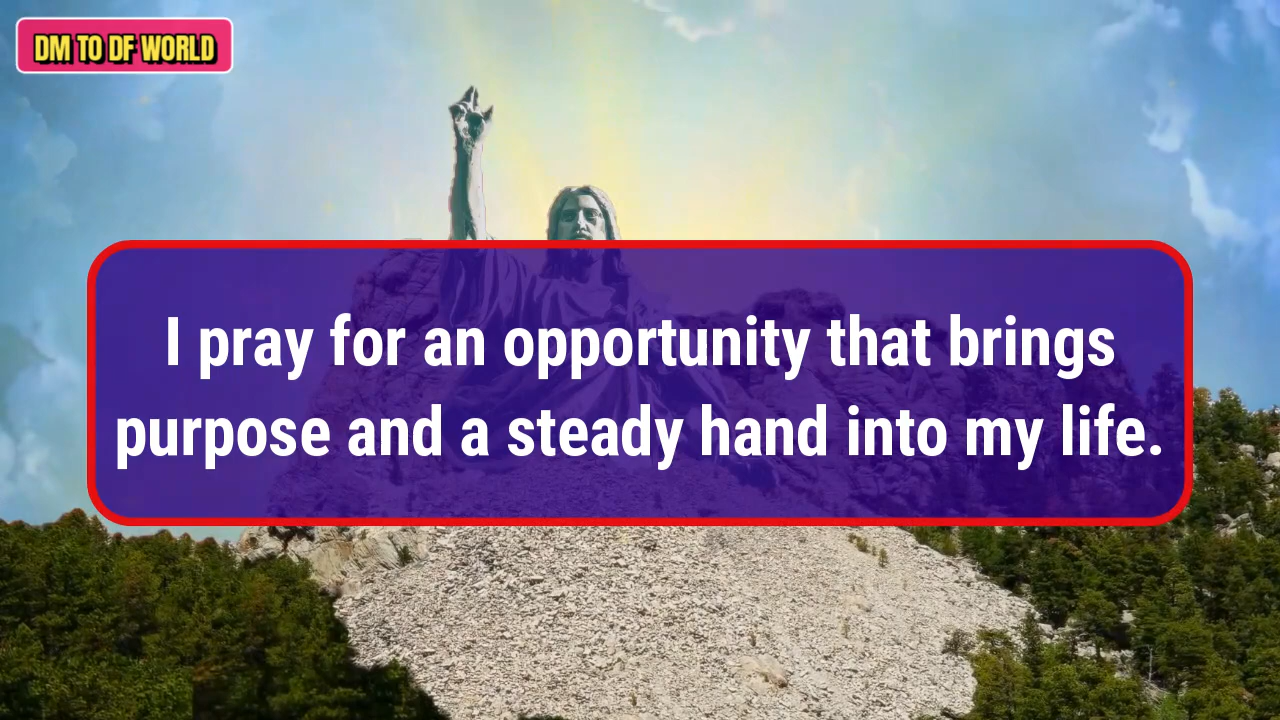 DM TO DF WORLD
I pray for an opportunity that brings
purpose and a steady hand into my life.